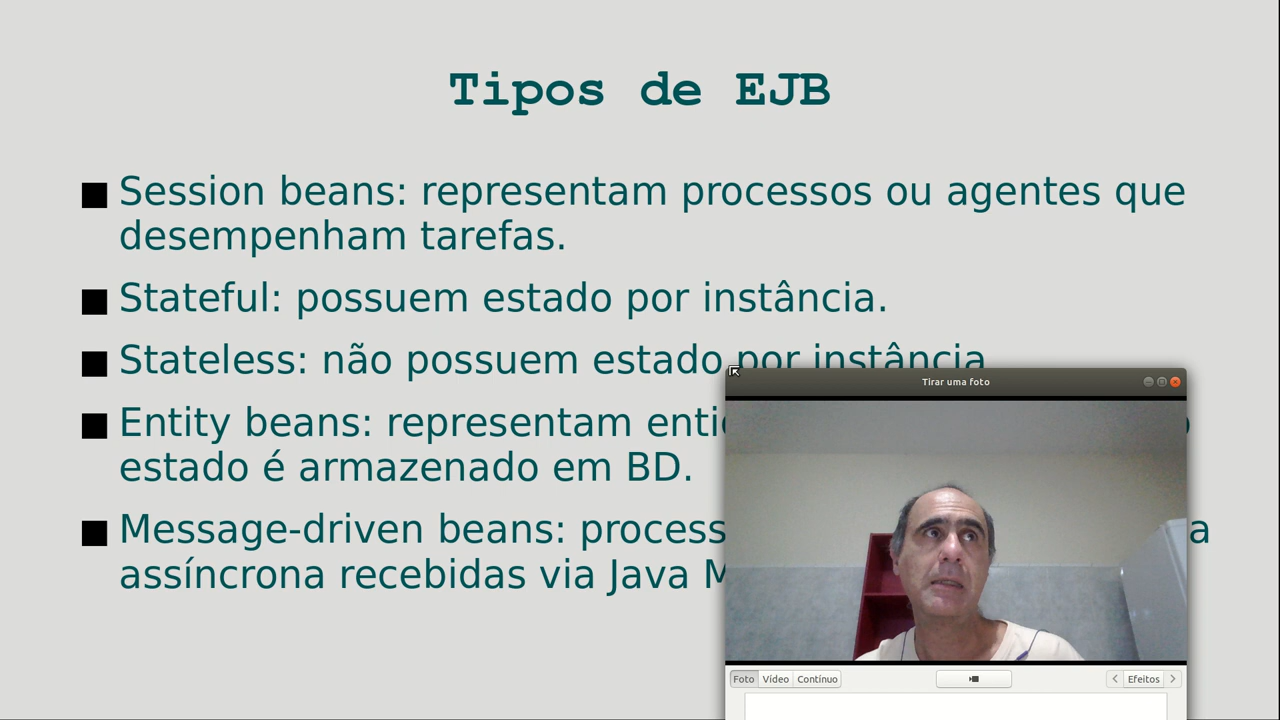 Tipos de EJB
Session beans: representam processos ou agentes que
desempenham tarefas.
Stateful: possuem estado por instância.
Stateless: não possuem estado por instância
Entity beans: representam
estado é armazenado em BD.
Message-driven beans:
assíncrona recebidas via Java
Tirar uma foto
Foto Vídeo Contínuo Efeitos